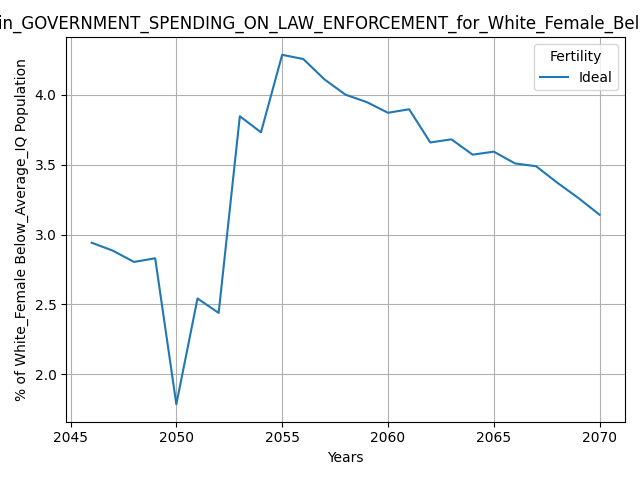 in_GOVERNMENT_SPENDING_ON_LAW_ENFORCEMENT_for_White_Female_Bel
Fertility
Ideal
% of White_Female Below_Average_IQ Population
4.0
3.5
3.0
2.5
2.0
2045 2050 2055 2060 2065 2070
Years